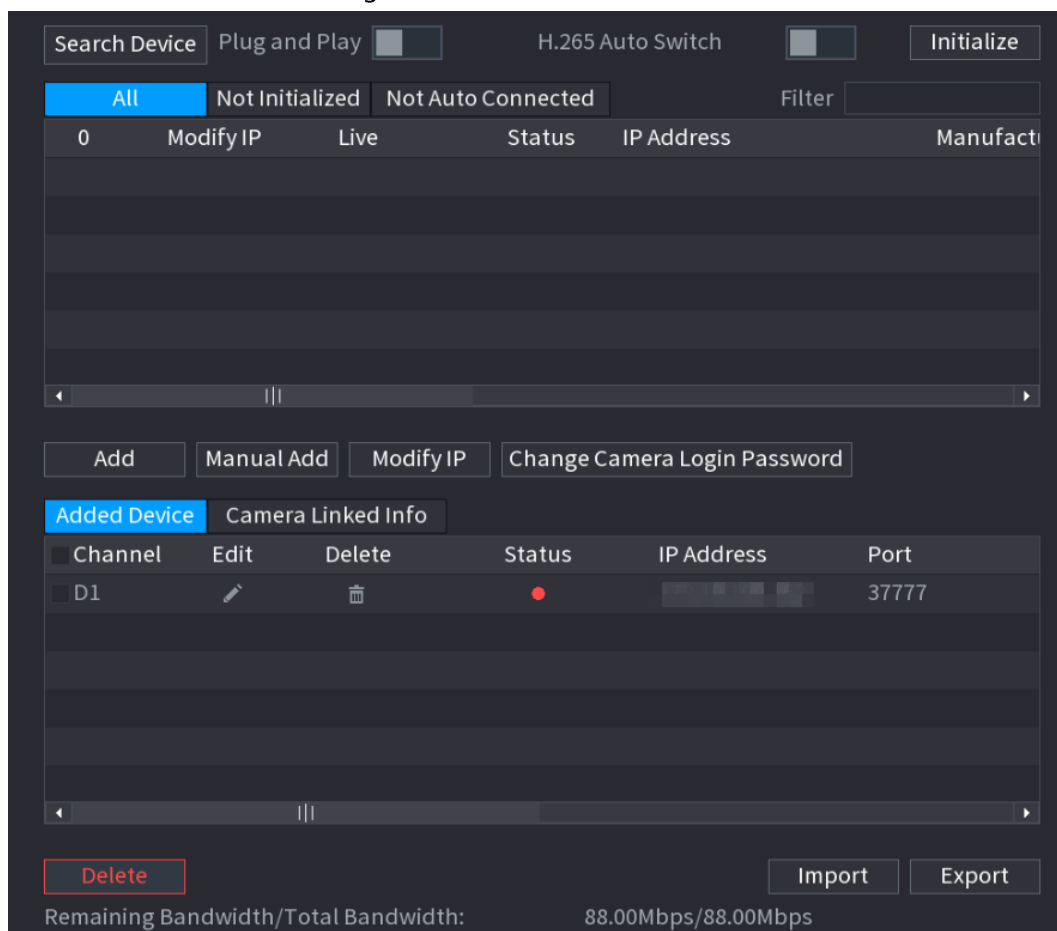 Search Device Plug and Play H.265 Auto Switch Initialize
All Not Initialized Not Auto Connected Filter
0 Modify IP Live Status IP Address
Add Manual Add Modify IP Change Camera Login Password
Added Device Camera Linked Info
Channel Edit Delete Status IP Address Port
D1 37777
Delete Import Export
Remaining Bandwidth/Total Bandwidth: 88.00Mbps/88.00Mbps